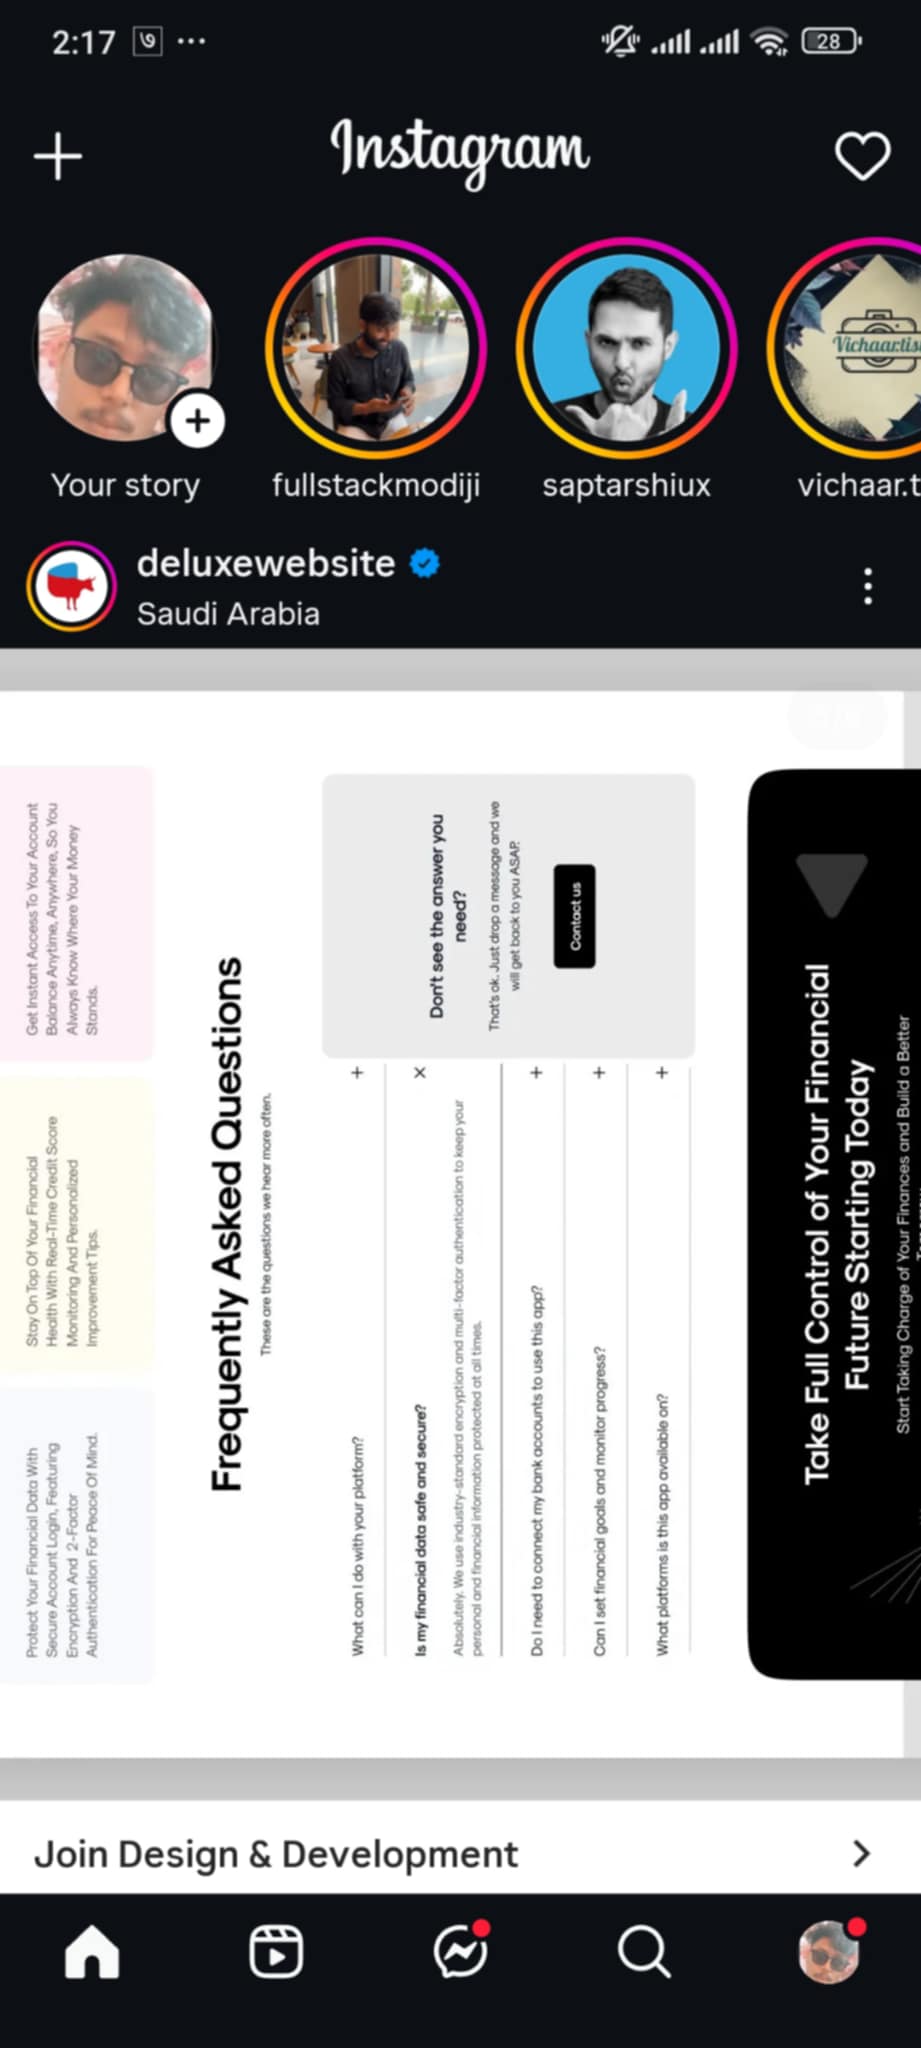 2:17
28
Instagram
Vichaartis
Your story
fullstackmodiji
saptarshiux
vichaar.t
deluxewebsite
Saudi Arabia
Protect Your Financial Data With
Secure Account Login, Featuring
Encryption And 2-Factor
Authentication For Peace Of Mind.
Stay On Top Of Your Financial
Health With Real-Time Credit Score
Monitoring And Personalized
Improvement Tips.
Get Instant Access To Your Account
Balance Anytime, Anywhere, So You
Always Know Where Your Money
Stands.
Frequently Asked Questions
These are the questions we hear more often.
What can I do with your platform? +
Is my financial data safe and secure? ×
Absolutely. We use industry-standard encryption and multi-factor authentication to keep your
personal and financial information protected at all times.
Do I need to connect my bank accounts to use this app? +
Can I set financial goals and monitor progress? +
What platforms is this app available on? +
Don't see the answer you
need?
That's ok. Just drop a message and we
will get back to you ASAP.
Contact us
Take Full Control of Your Financial
Future Starting Today
Start Taking Charge of Your Finances and Build a Better
Join Design & Development